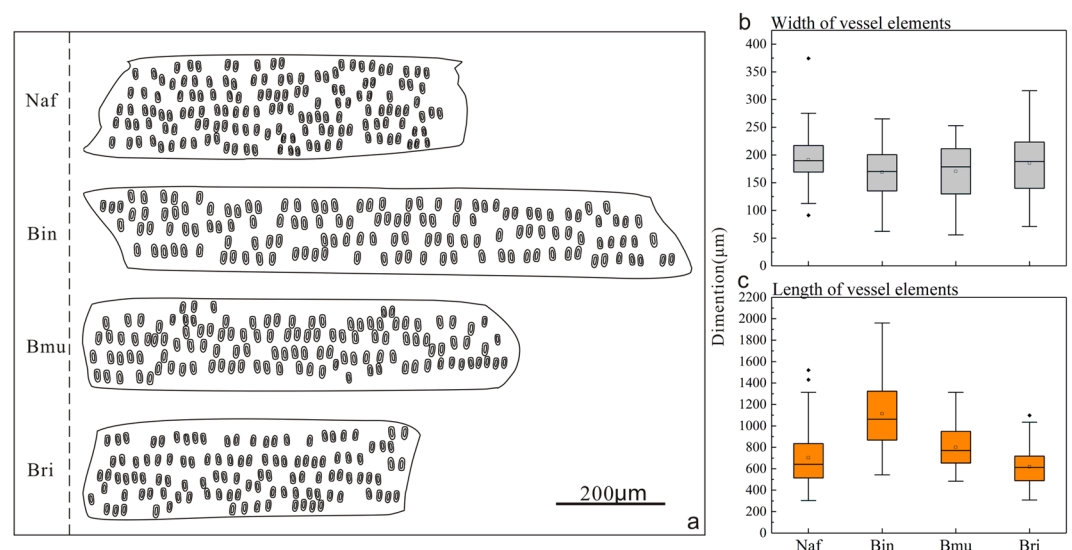 Naf
Bin
Bmu
Bri
200μm
a
b
Width of vessel elements
400
350
300
250
200
150
100
50
0
Dimention(μm)
c
Length of vessel elements
2200
2000
1800
1600
1400
1200
1000
800
600
400
200
0
Naf Bin Bmu Bri